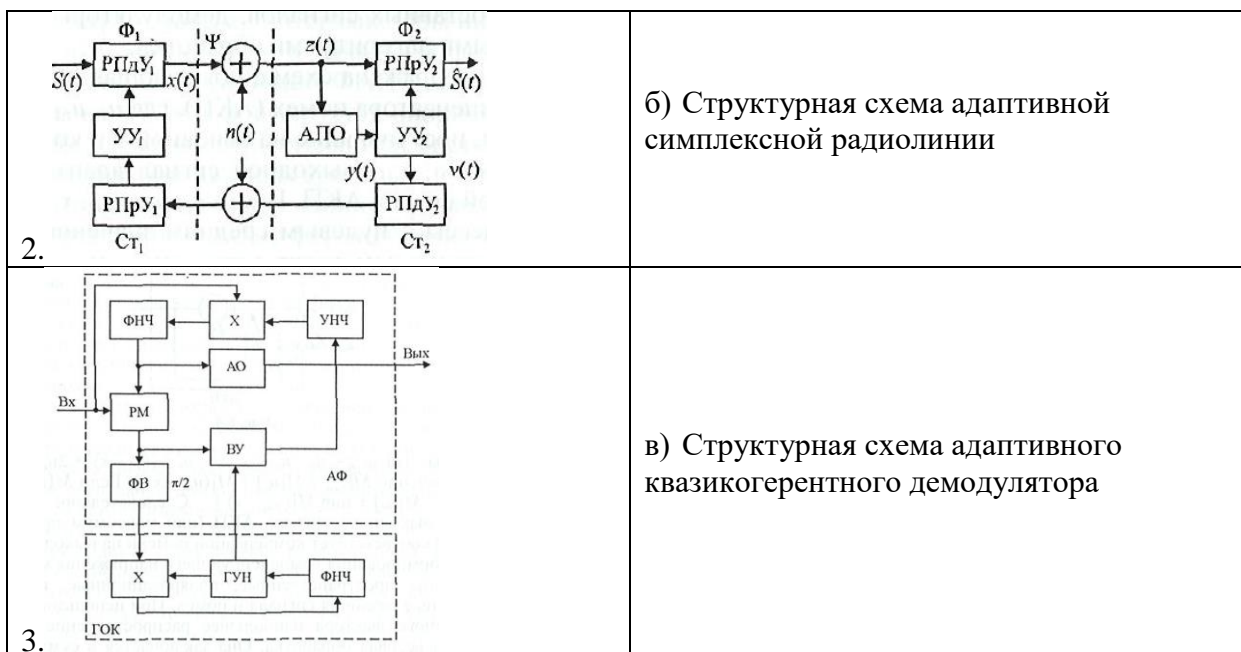 Φ₁
Ψ
z(t)
Φ₂
S(t)
РПдУ₁
x(t)
+
РПрУ₂
Ŝ(t)
УУ₁
n(t)
АПО
УУ₂
y(t)
v(t)
РПрУ₁
+
РПдУ₂
2.
Ст₁
Ст₂
б) Структурная схема адаптивной
симплексной радиолинии
ФНЧ
X
УНЧ
АО
Вых
Вх
РМ
ВУ
ФВ
π/2
АФ
X
ГУН
ФНЧ
ГОК
3.
в) Структурная схема адаптивного
квазикогерентного демодулятора